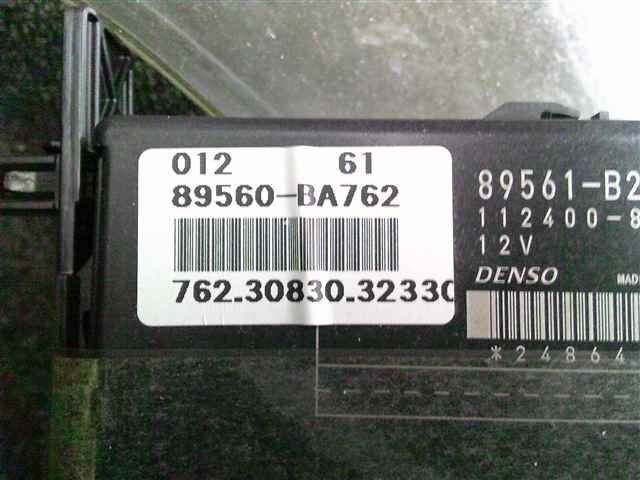 012 61
89560-BA762
762-30830-32330
89561-B2
112400-8
12V
DENSO MAD
*24864